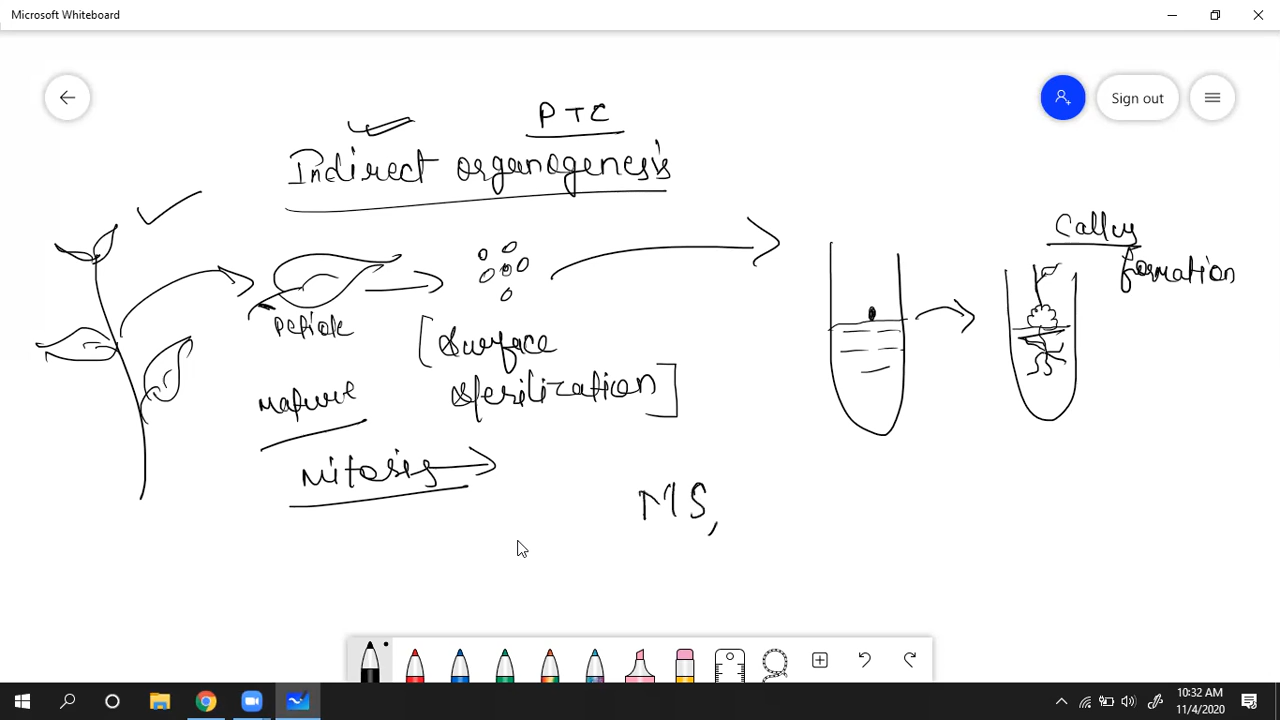 Microsoft Whiteboard
Sign out
PTC
Indirect organogenesis
Callus
formation
Petiole
[Surface
sterilization]
Mature
Mitosis
MS,
10:32 AM
11/4/2020